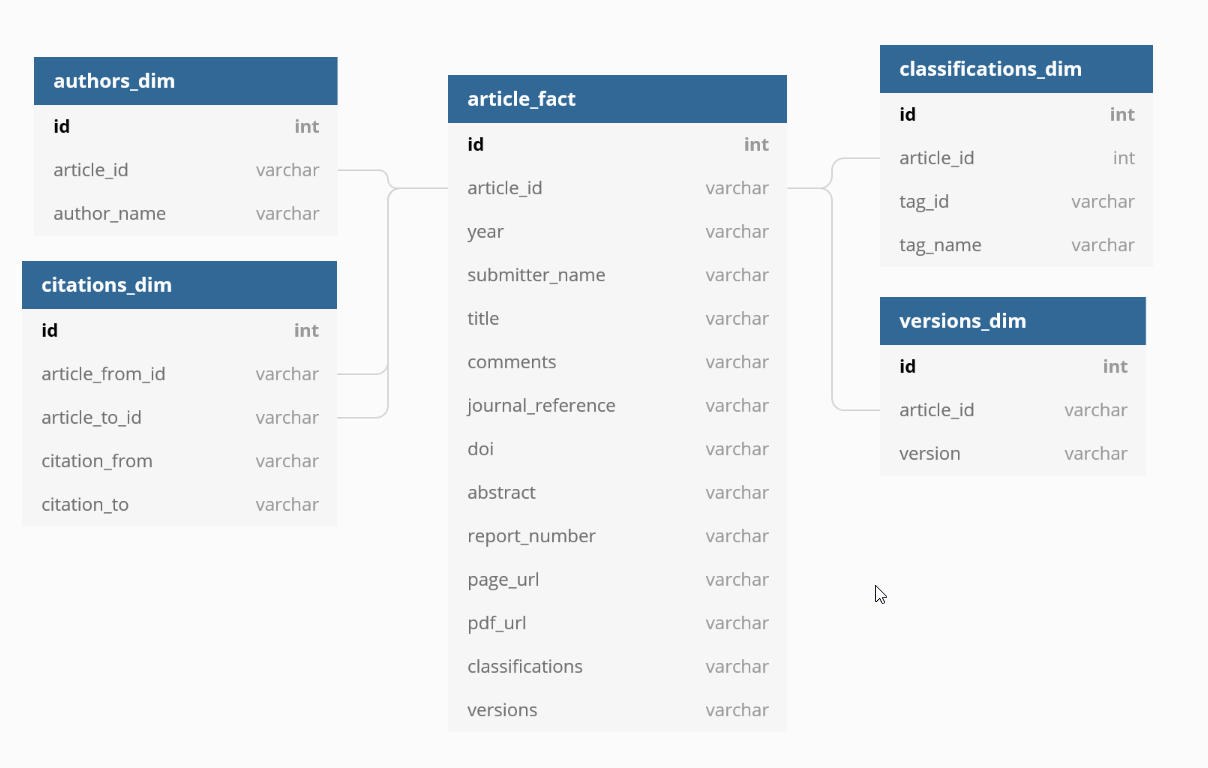 authors_dim
id int
article_id varchar
author_name varchar
citations_dim
id int
article_from_id varchar
article_to_id varchar
citation_from varchar
citation_to varchar
article_fact
id int
article_id varchar
year varchar
submitter_name varchar
title varchar
comments varchar
journal_reference varchar
doi varchar
abstract varchar
report_number varchar
page_url varchar
pdf_url varchar
classifications varchar
versions varchar
classifications_dim
id int
article_id int
tag_id varchar
tag_name varchar
versions_dim
id int
article_id varchar
version varchar